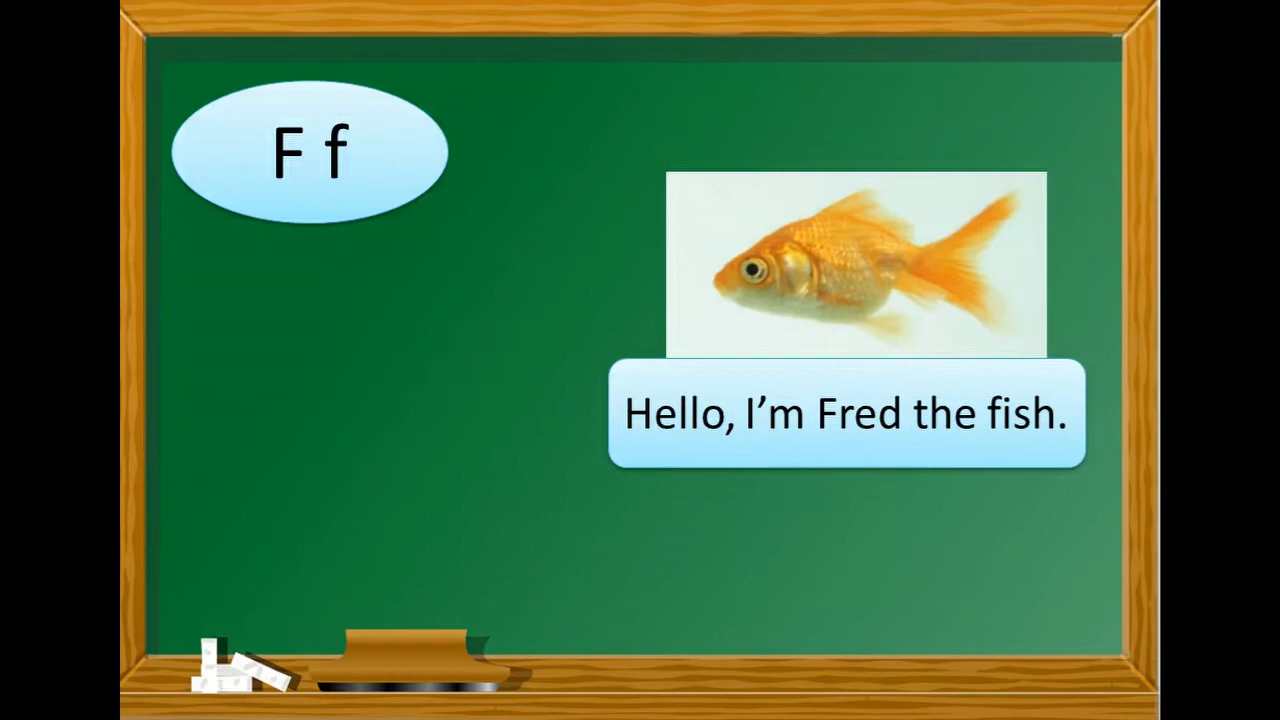 F f
Hello, I’m Fred the fish.